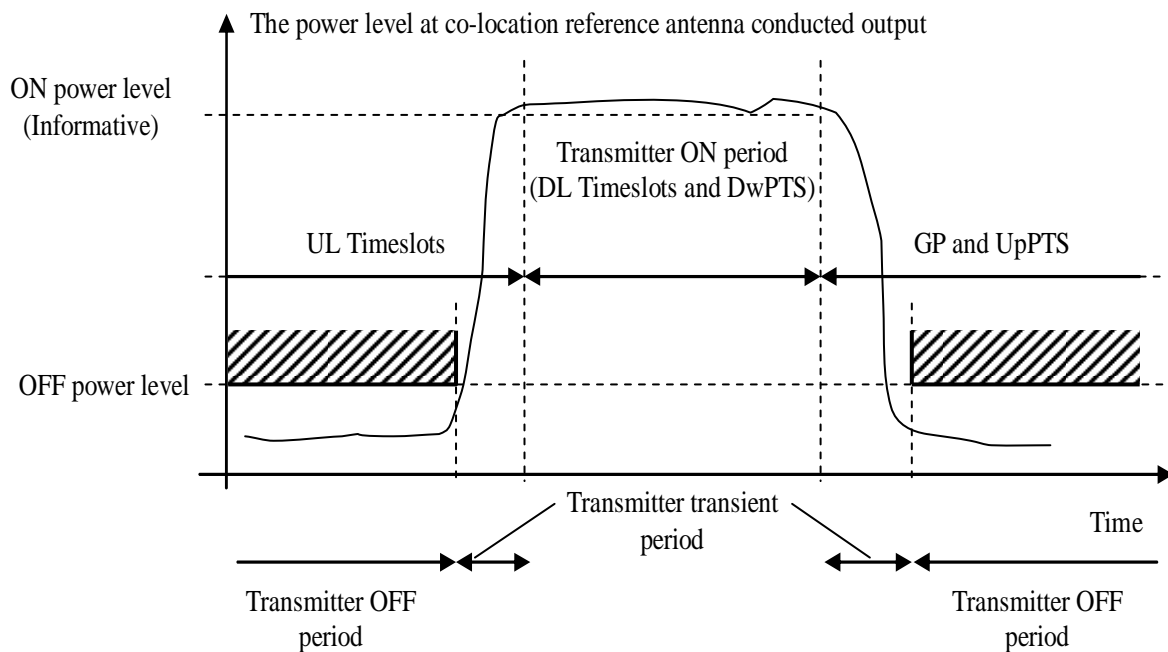 The power level at co-location reference antenna conducted output
ON power level
(Informative)
Transmitter ON period
(DL Timeslots and DwPTS)
UL Timeslots
GP and UpPTS
OFF power level
Transmitter transient
period
Time
Transmitter OFF
period
Transmitter OFF
period